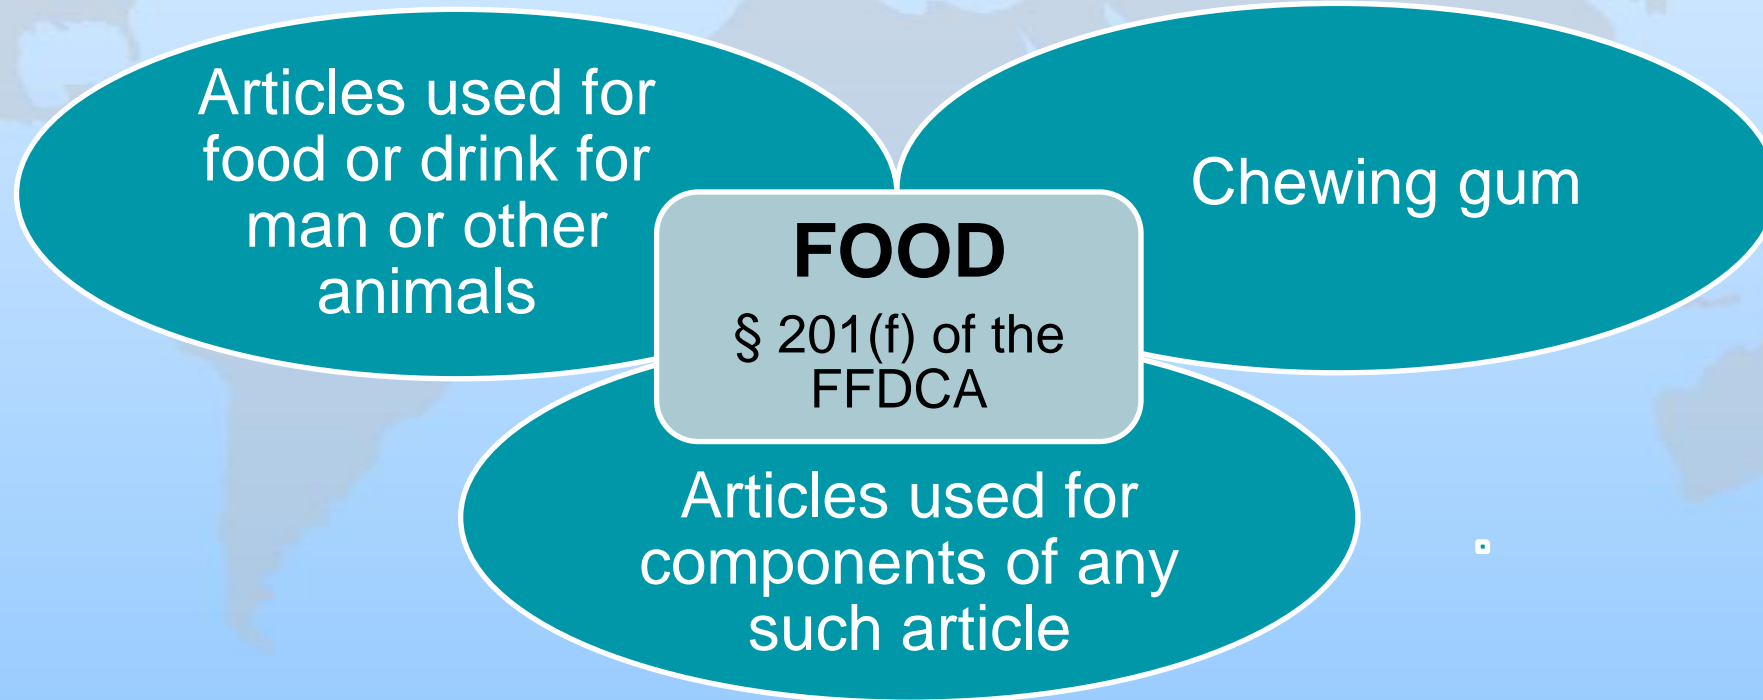 Articles used for
food or drink for
man or other
animals
Chewing gum
FOOD
§ 201(f) of the
FFDCA
Articles used for
components of any
such article